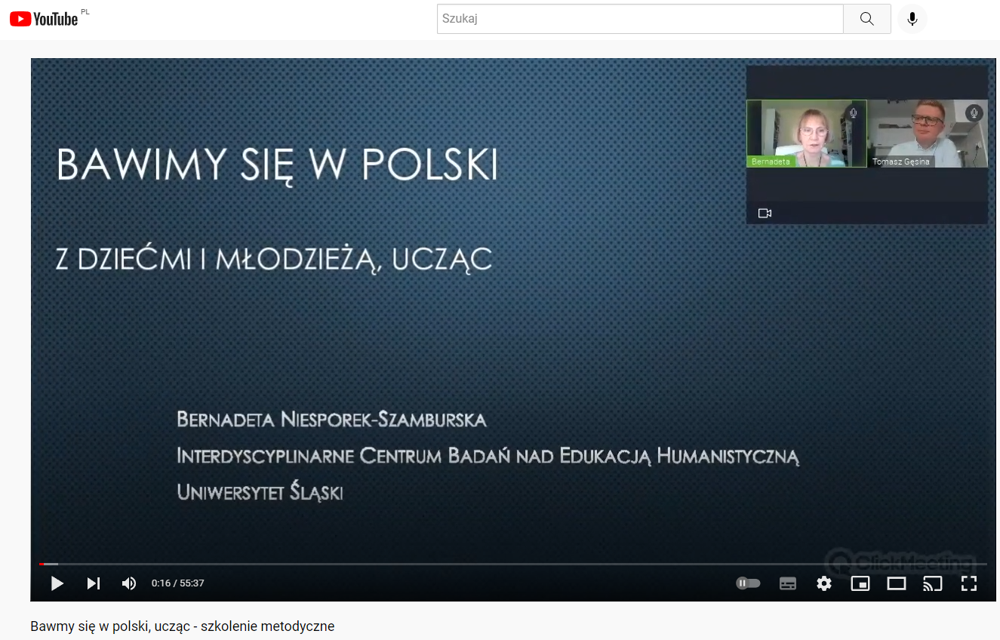 YouTube PL
Szukaj
BAWIMY SIĘ W POLSKI
Z DZIEĆMI I MŁODZIEŻĄ, UCZĄC
Bernadeta
Tomasz Gęsina
BERNADETA NIESPOREK-SZAMBURSKA
INTERDYSCYPLINARNE CENTRUM BADAŃ NAD EDUKACJĄ HUMANISTYCZNĄ
UNIWERSYTET ŚLĄSKI
ClickMeeting
0:16 / 55:37
Bawmy się w polski, ucząc - szkolenie metodyczne